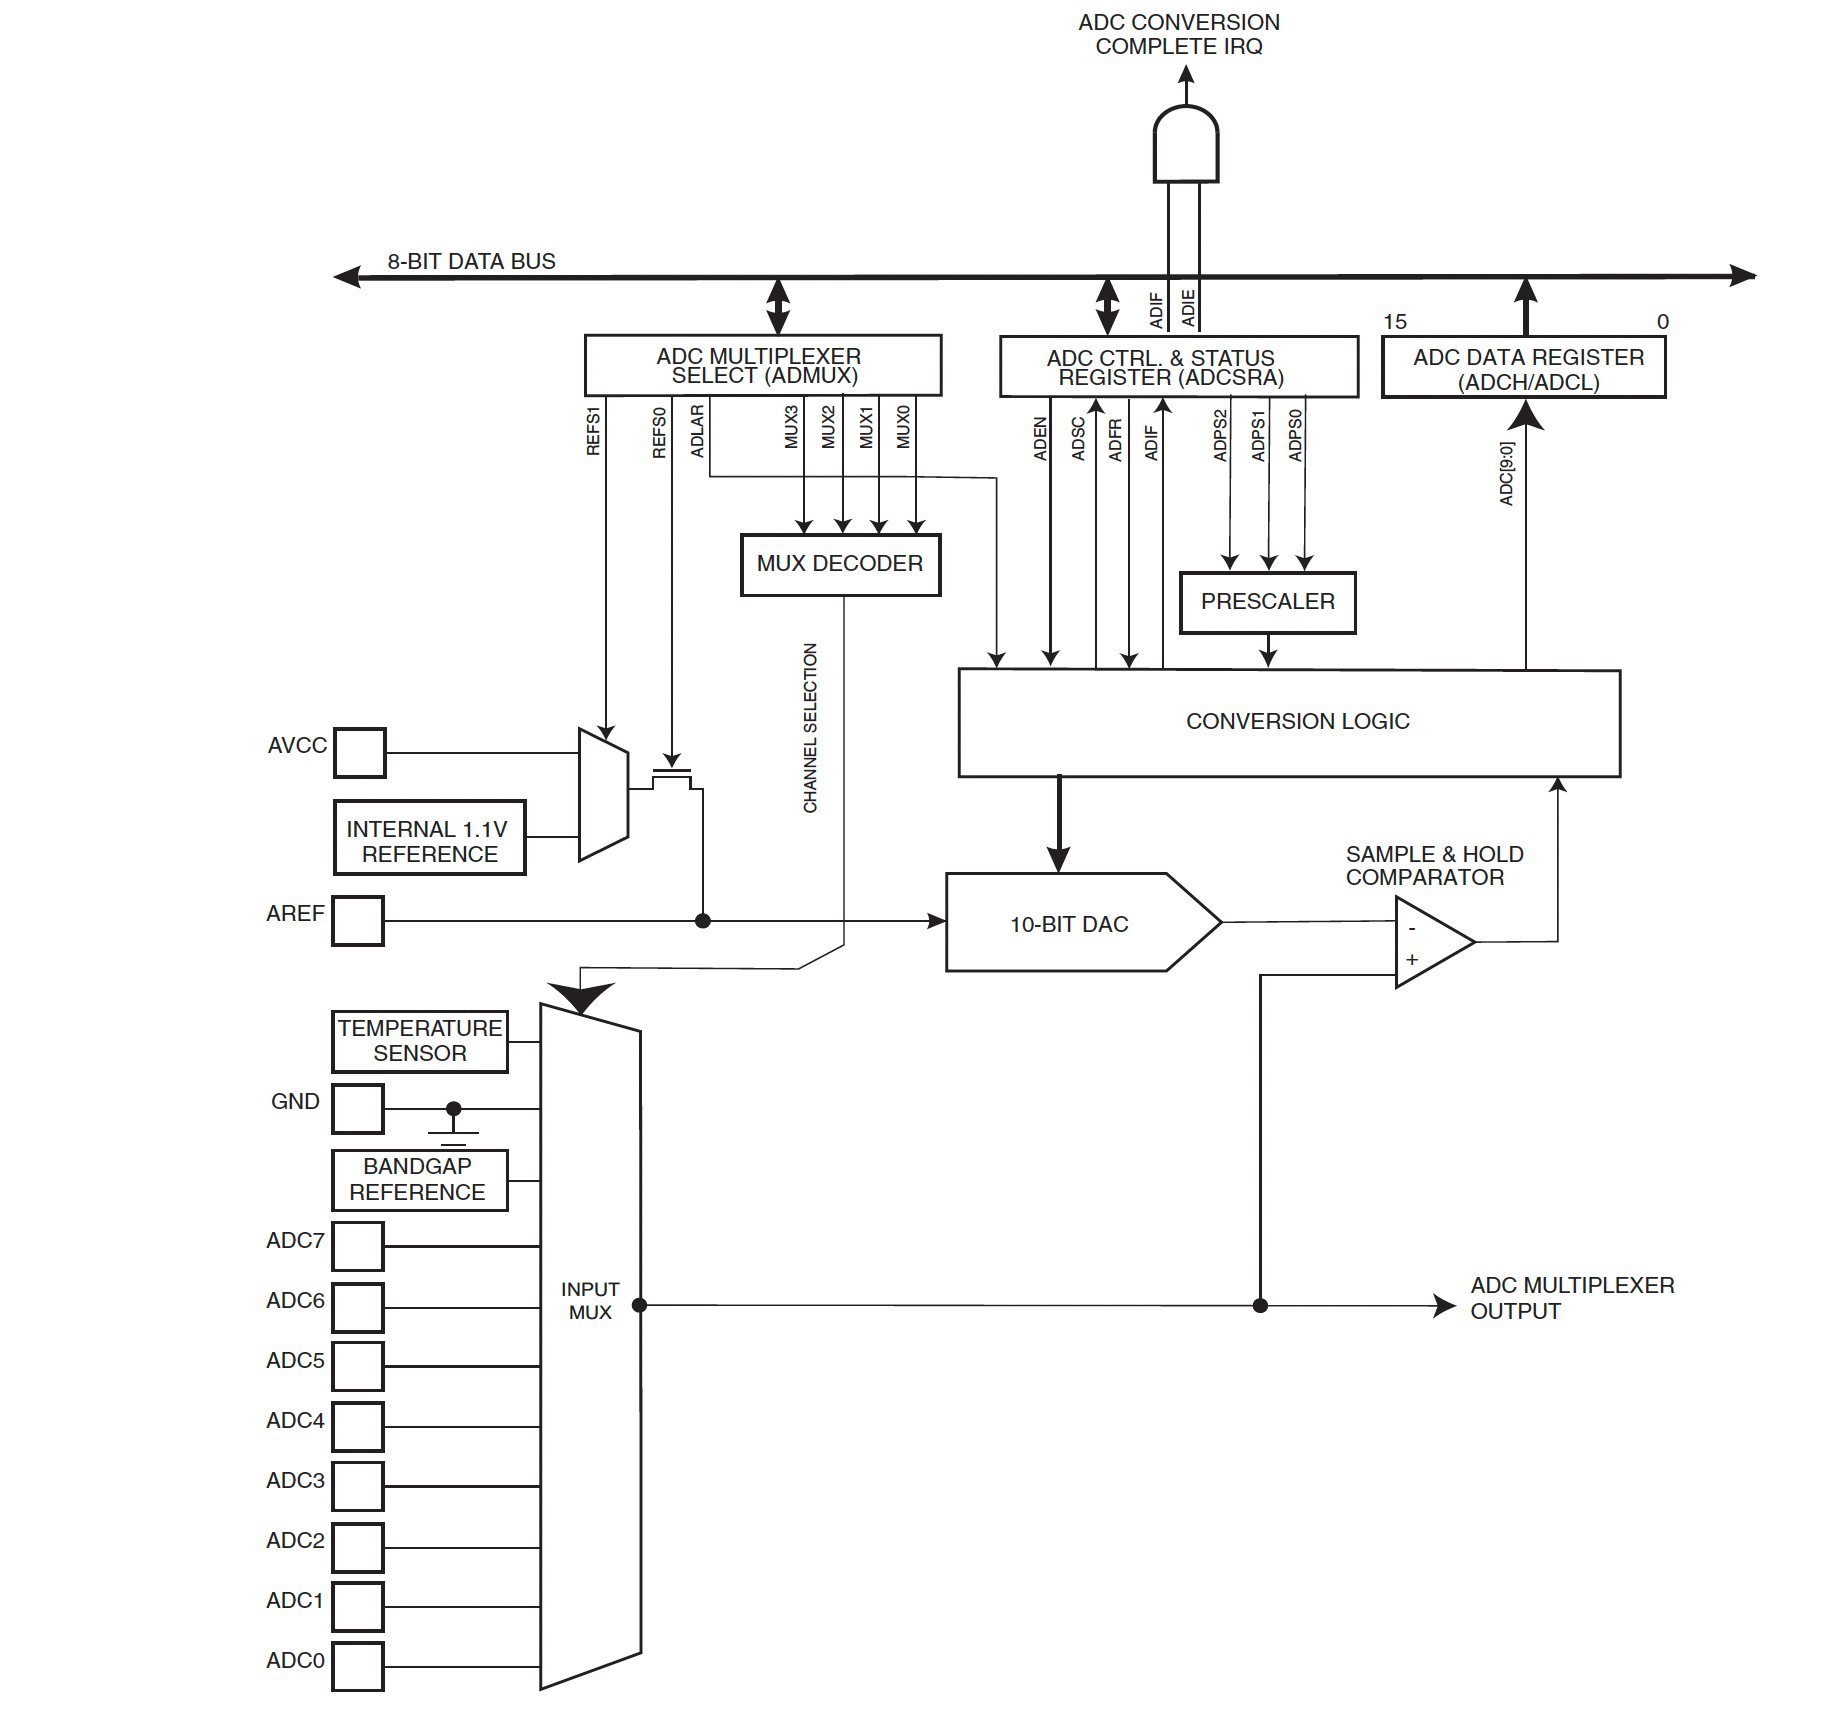 ADC CONVERSION
COMPLETE IRQ
8-BIT DATA BUS
ADIF
ADIE
15
0
ADC MULTIPLEXER
SELECT (ADMUX)
ADC CTRL. & STATUS
REGISTER (ADCSRA)
ADC DATA REGISTER
(ADCH/ADCL)
REFS1
REFS0
ADLAR
MUX3
MUX2
MUX1
MUX0
ADEN
ADSC
ADFR
ADIF
ADPS2
ADPS1
ADPS0
ADC[9:0]
MUX DECODER
PRESCALER
CHANNEL SELECTION
CONVERSION LOGIC
AVCC
INTERNAL 1.1V
REFERENCE
AREF
10-BIT DAC
SAMPLE & HOLD
COMPARATOR
-
+
TEMPERATURE
SENSOR
GND
BANDGAP
REFERENCE
ADC7
ADC6
ADC5
ADC4
ADC3
ADC2
ADC1
ADC0
INPUT
MUX
ADC MULTIPLEXER
OUTPUT